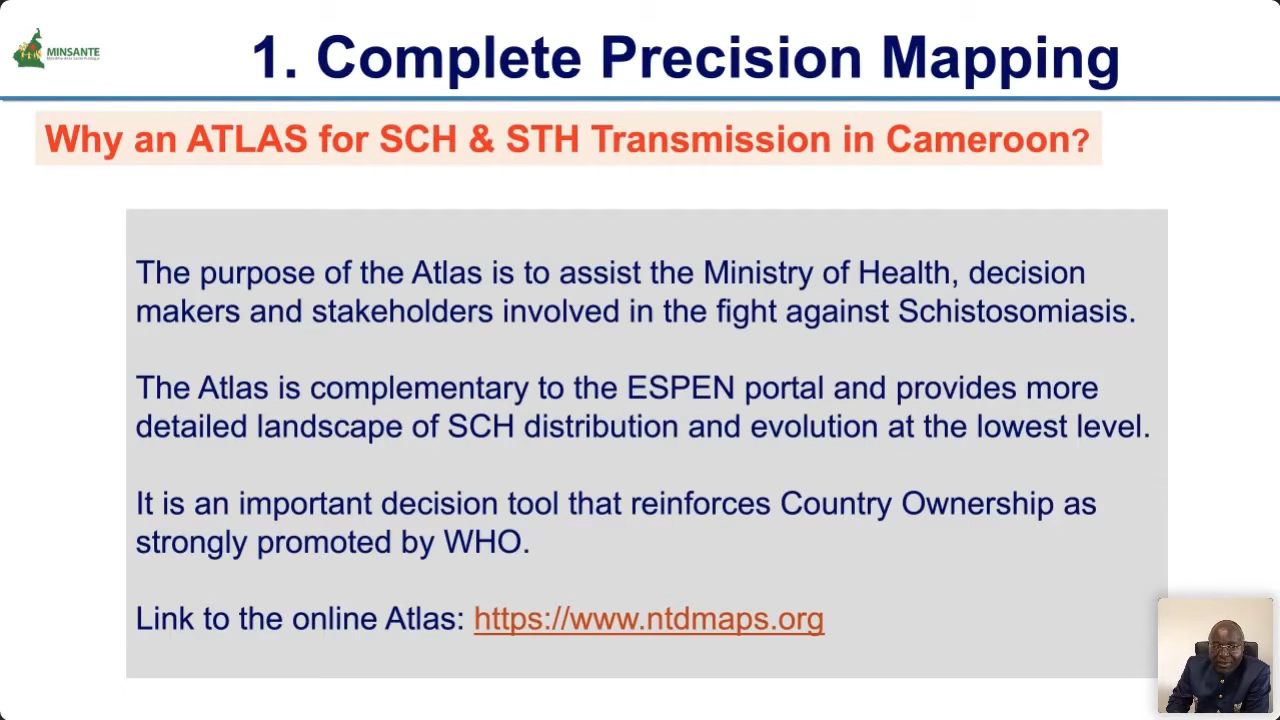 MINSANTE
1. Complete Precision Mapping
Why an ATLAS for SCH & STH Transmission in Cameroon?
The purpose of the Atlas is to assist the Ministry of Health, decision
makers and stakeholders involved in the fight against Schistosomiasis.
The Atlas is complementary to the ESPEN portal and provides more
detailed landscape of SCH distribution and evolution at the lowest level.
It is an important decision tool that reinforces Country Ownership as
strongly promoted by WHO.
Link to the online Atlas: https://www.ntdmaps.org